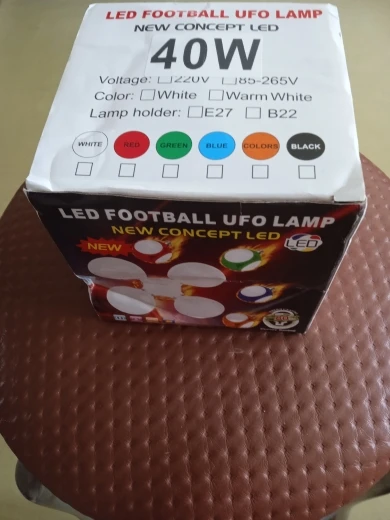 LED FOOTBALL UFO LAMP
NEW CONCEPT LED
40W
Voltage: □220V □85-265V
Color: □White □Warm White
Lamp holder: □E27 □B22
WHITE RED GREEN BLUE COLORS BLACK
LED FOOTBALL UFO LAMP
NEW CONCEPT LED
NEW
LED